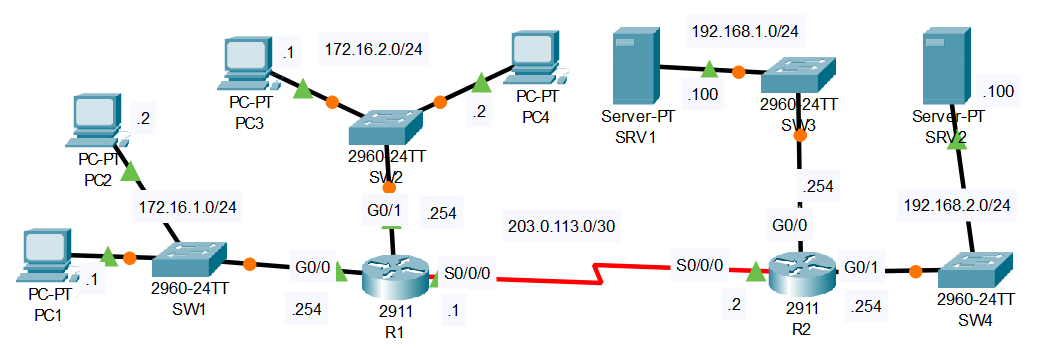 .1
172.16.2.0/24
PC-PT
PC3
PC-PT
PC4
.2
2960-24TT
SW2
192.168.1.0/24
.100
Server-PT
SRV1
2960-24TT
SW3
.100
Server-PT
SRV2
.2
PC-PT
PC2
172.16.1.0/24
PC-PT
PC1
.1
2960-24TT
SW1
G0/1
.254
G0/0
.254
S0/0/0
.1
2911
R1
203.0.113.0/30
.254
G0/0
192.168.2.0/24
S0/0/0
.2
G0/1
.254
2911
R2
2960-24TT
SW4